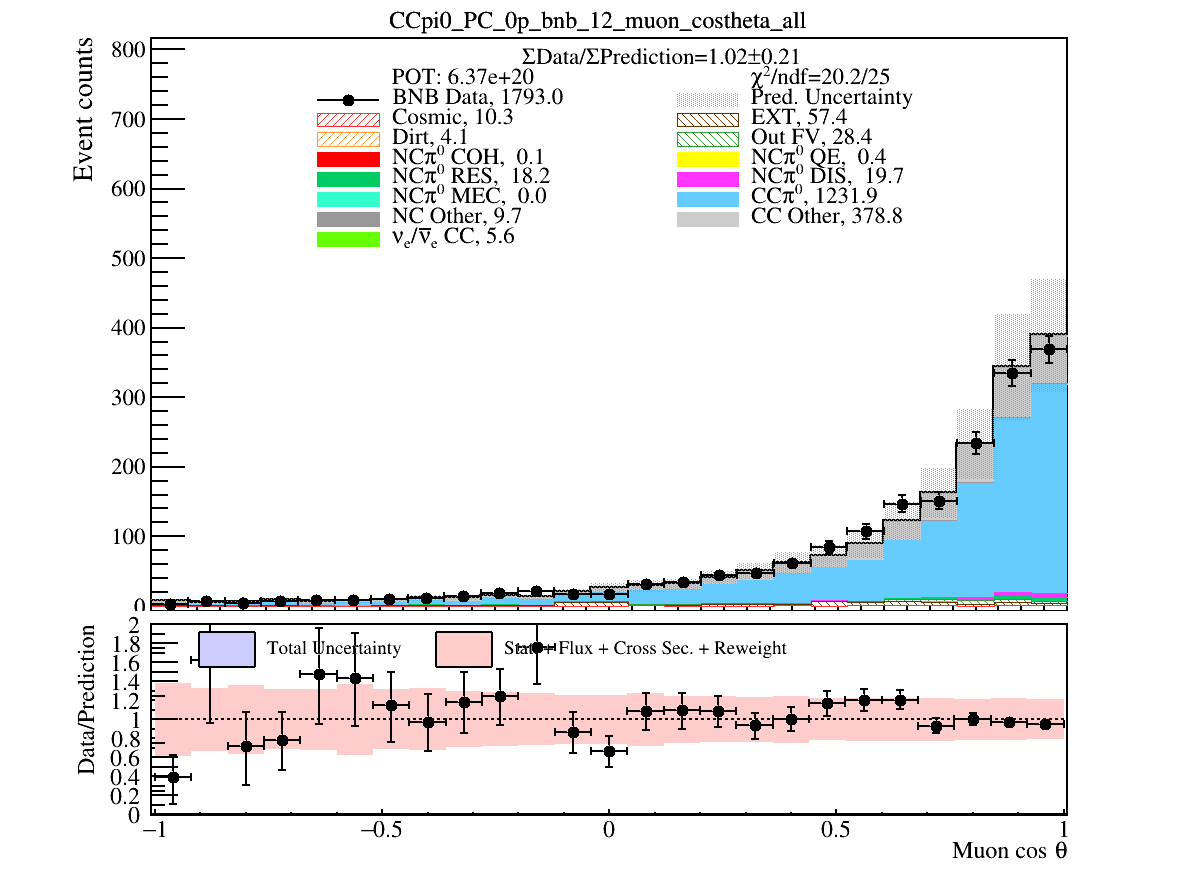 CCpi0_PC_0p_bnb_12_muon_costheta_all
ΣData/ΣPrediction=1.02±0.21
POT: 6.37e+20
χ²/ndf=20.2/25
BNB Data, 1793.0
Pred. Uncertainty
Cosmic, 10.3
EXT, 57.4
Dirt, 4.1
Out FV, 28.4
NCπ⁰ COH, 0.1
NCπ⁰ QE, 0.4
NCπ⁰ RES, 18.2
NCπ⁰ DIS, 19.7
NCπ⁰ MEC, 0.0
CCπ⁰, 1231.9
NC Other, 9.7
CC Other, 378.8
νₑ/ν̅ₑ CC, 5.6
Event counts
800
700
600
500
400
300
200
100
0
Data/Prediction
2
1.8
1.6
1.4
1.2
1
0.8
0.6
0.4
0.2
0
Total Uncertainty
Stat. + Flux + Cross Sec. + Reweight
−1
−0.5
0
0.5
1
Muon cos θ